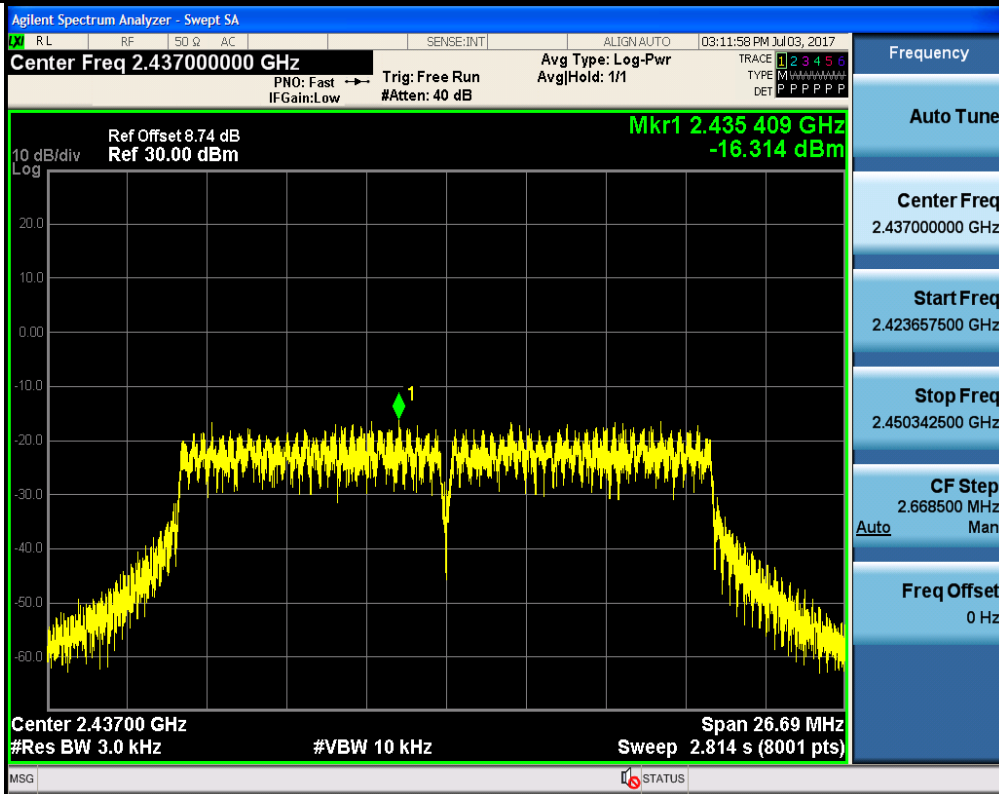 Agilent Spectrum Analyzer - Swept SA
LXI RL RF 50 Ω AC SENSE:INT ALIGN AUTO 03:11:58 PM Jul 03, 2017
Center Freq 2.437000000 GHz
PNO: Fast
IFGain:Low
Trig: Free Run
#Atten: 40 dB
Avg Type: Log-Pwr
Avg|Hold: 1/1
TRACE 1 2 3 4 5 6
TYPE M
DET P P P P P P
Ref Offset 8.74 dB
10 dB/div Ref 30.00 dBm
Log
Mkr1 2.435 409 GHz
-16.314 dBm
20.0
10.0
0.00
-10.0
1
-20.0
-30.0
-40.0
-50.0
-60.0
Center 2.43700 GHz Span 26.69 MHz
#Res BW 3.0 kHz #VBW 10 kHz Sweep 2.814 s (8001 pts)
MSG STATUS
Frequency
Auto Tune
Center Freq
2.437000000 GHz
Start Freq
2.423657500 GHz
Stop Freq
2.450342500 GHz
CF Step
2.668500 MHz
Auto Man
Freq Offset
0 Hz